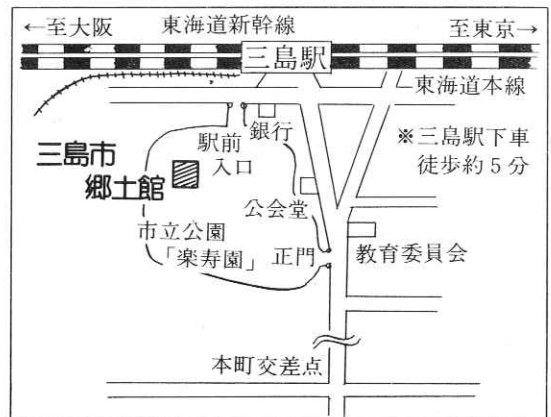 ←至大阪 東海道新幹線 至東京→
三島駅
東海道本線
銀行
駅前
入口
※三島駅下車
徒歩約5分
三島市
郷土館
公会堂
市立公園
「楽寿園」
正門
教育委員会
本町交差点